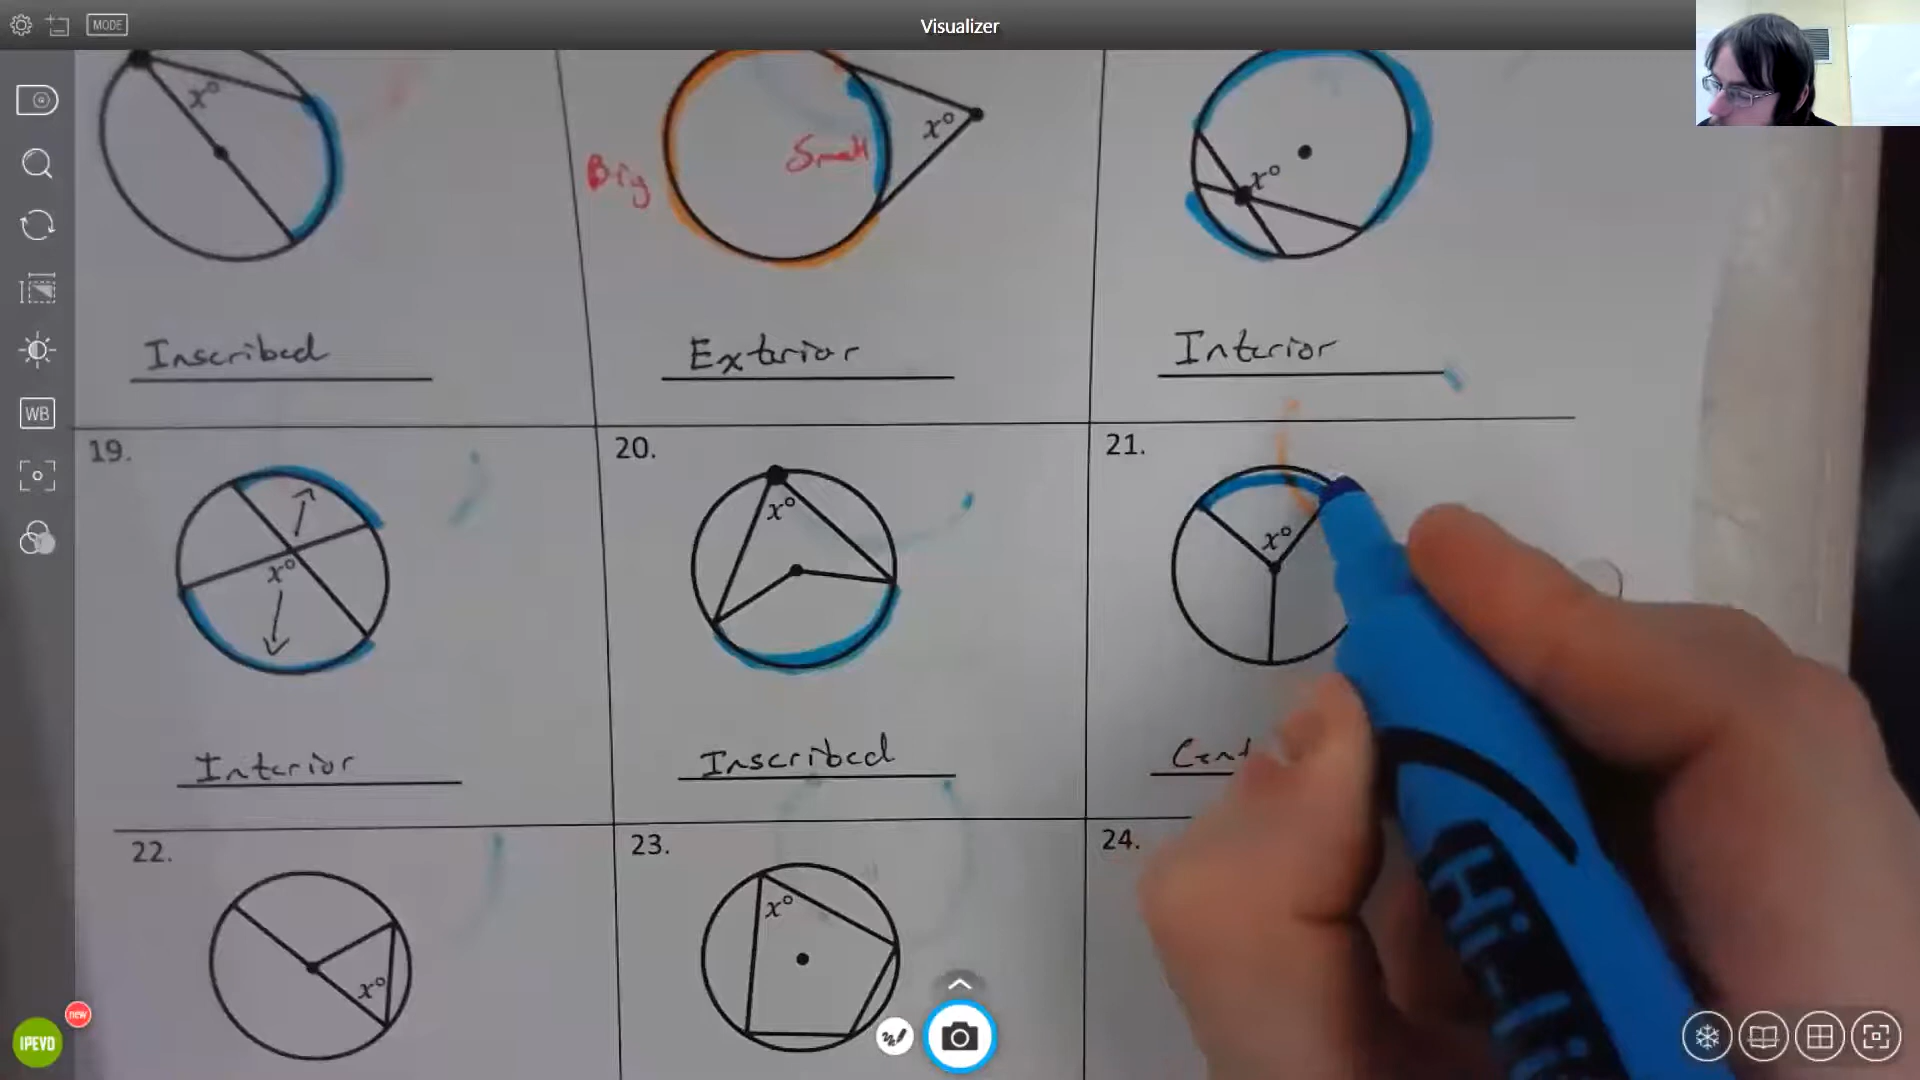 MODE
Visualizer
WB
x°
Big
Small
x°
x°
Inscribed
Exterior
Interior
19.
20.
21.
x°
x°
x°
Interior
Inscribed
Cent
22.
23.
24.
x°
x°
Hi-li
new
IPEVO